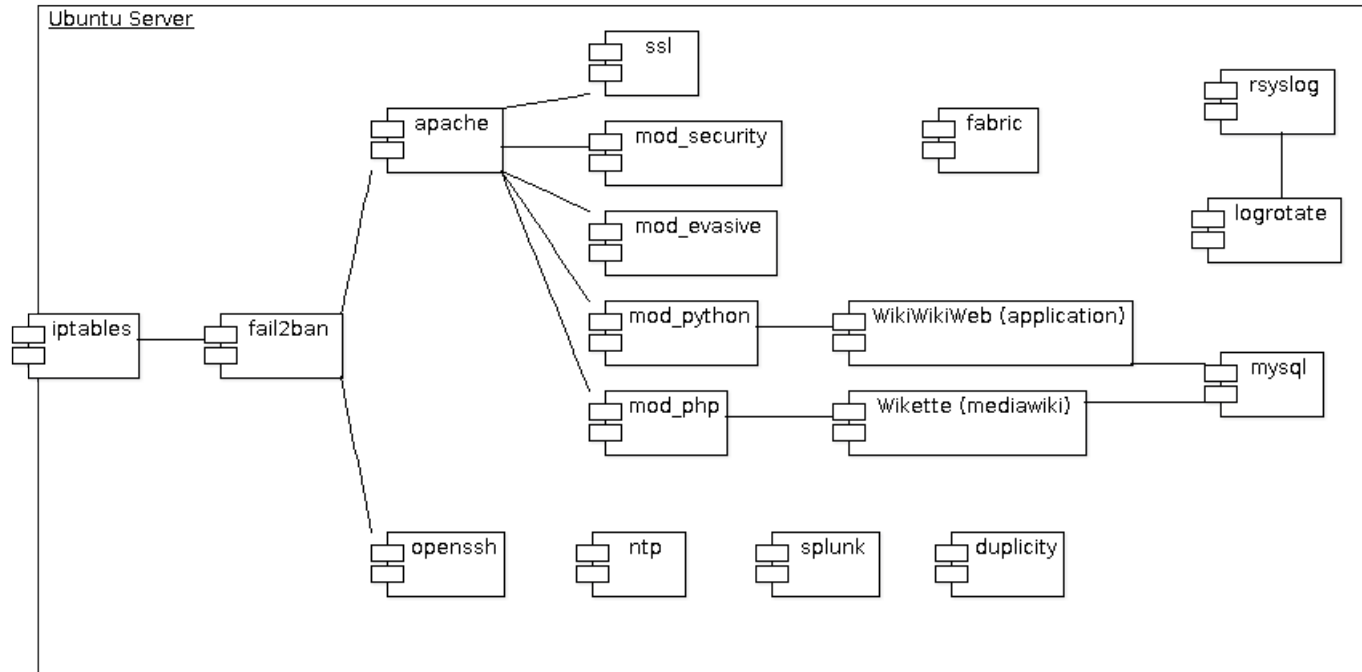 Ubuntu Server
ssl
apache
mod_security
fabric
rsyslog
mod_evasive
logrotate
iptables
fail2ban
mod_python
WikiWikiWeb (application)
mysql
mod_php
Wikette (mediawiki)
openssh
ntp
splunk
duplicity